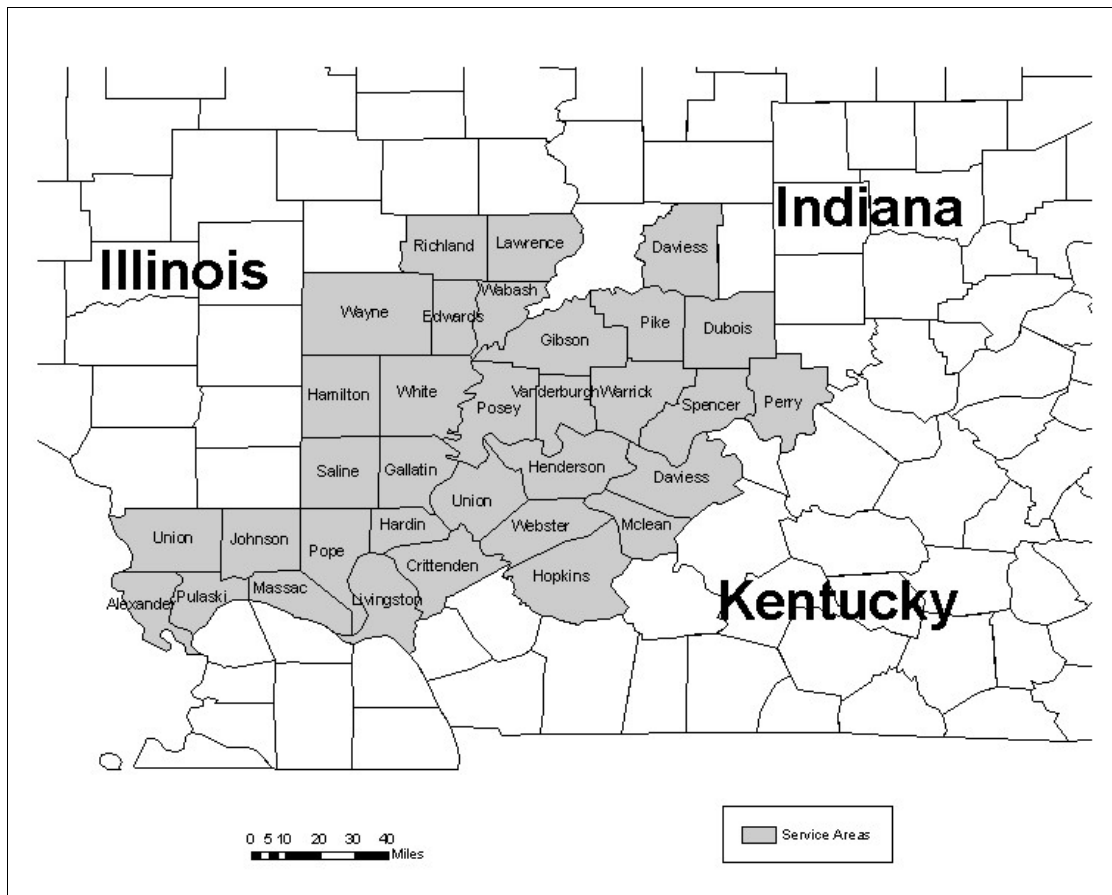 Indiana
Richland
Lawrence
Daviess
Illinois
Wabash
Wayne
Edwards
Pike
Dubois
Gibson
Hamilton
White
Vanderburgh
Warrick
Posey
Spencer
Perry
Saline
Gallatin
Henderson
Daviess
Union
Hardin
Webster
Mclean
Union
Johnson
Pope
Crittenden
Hopkins
Massac
Pulaski
Livingston
Alexander
Kentucky
0 5 10 20 30 40
Miles
Service Areas